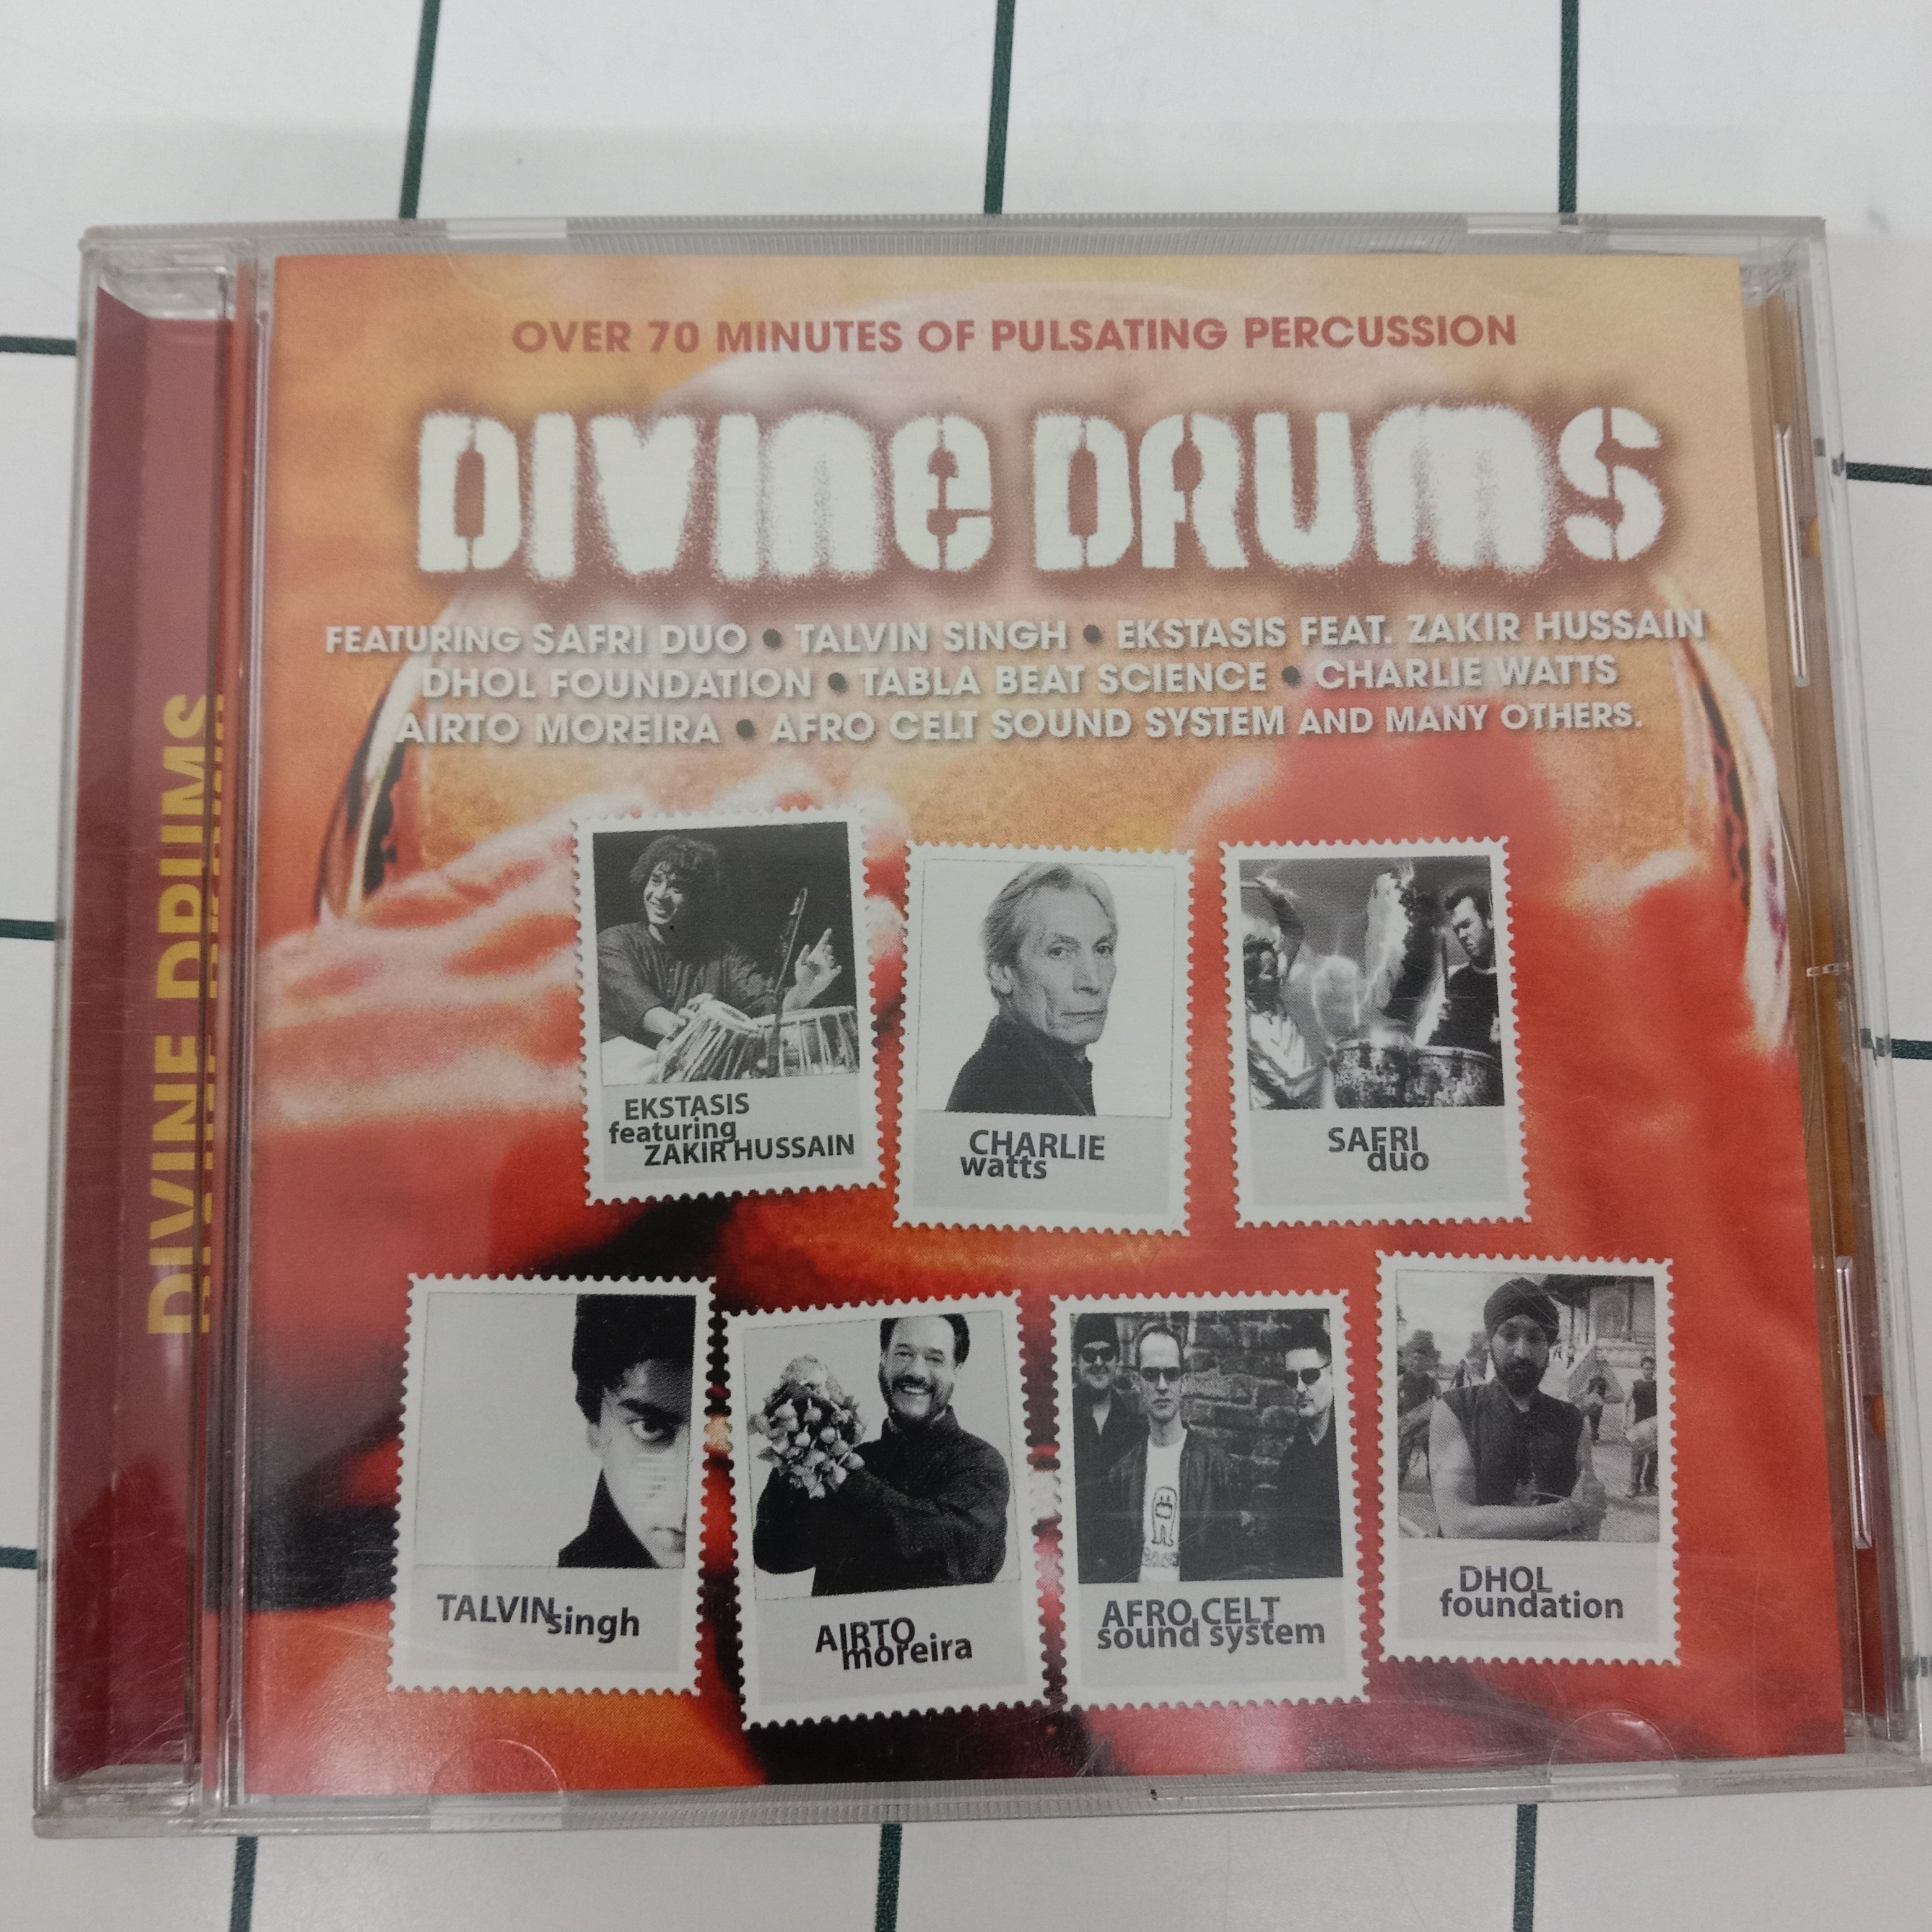 OVER 70 MINUTES OF PULSATING PERCUSSION
DIVINE DRUMS
FEATURING SAFRI DUO • TALVIN SINGH • EKSTASIS FEAT. ZAKIR HUSSAIN
DHOL FOUNDATION • TABLA BEAT SCIENCE • CHARLIE WATTS
AIRTO MOREIRA • AFRO CELT SOUND SYSTEM AND MANY OTHERS.
DIVINE DRUMS
EKSTASIS
featuring
ZAKIR HUSSAIN
CHARLIE
watts
SAFRI
duo
TALVIN
singh
AIRTO
moreira
AFRO CELT
sound system
DHOL
foundation